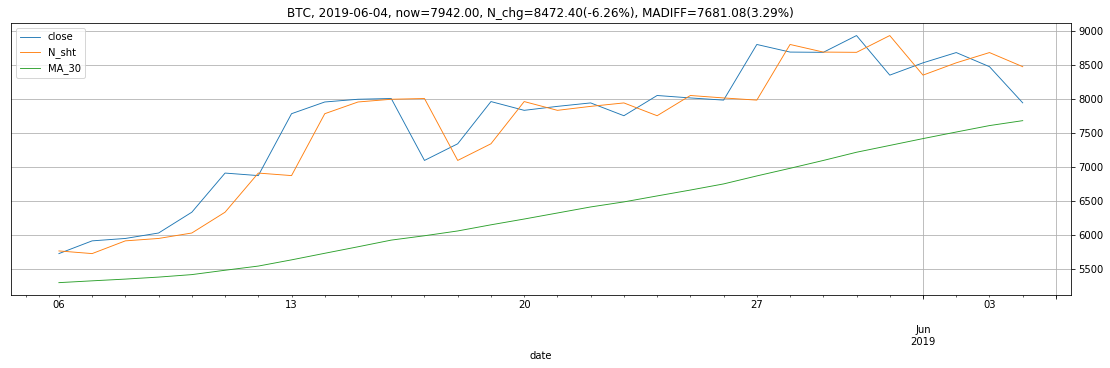 BTC, 2019-06-04, now=7942.00, N_chg=8472.40(-6.26%), MADIFF=7681.08(3.29%)
close
N_sht
MA_30
9000
8500
8000
7500
7000
6500
6000
5500
06 13 20 27 03
Jun
2019
date